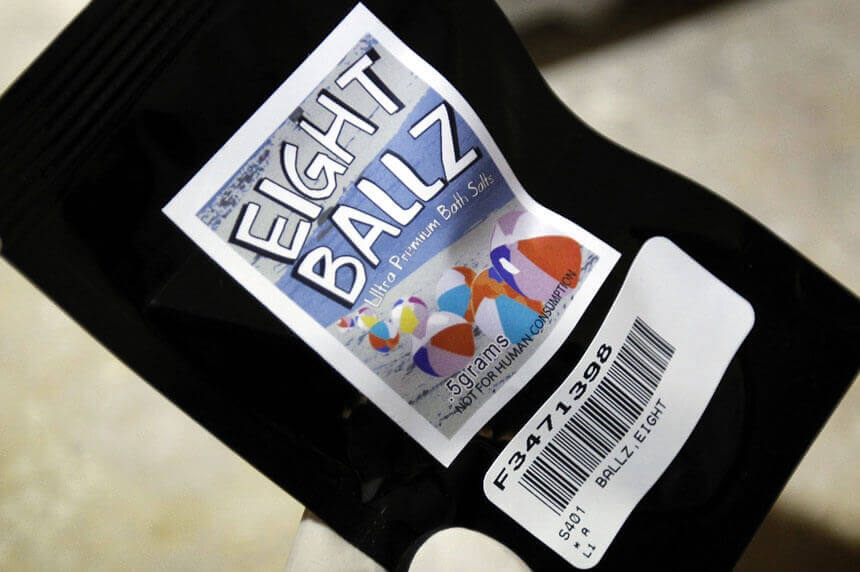 EIGHT
BALLZ
Ultra Premium Bath Salts
.5grams
NOT FOR HUMAN CONSUMPTION
F3471398
BALLZ,EIGHT
S401
* A
L1